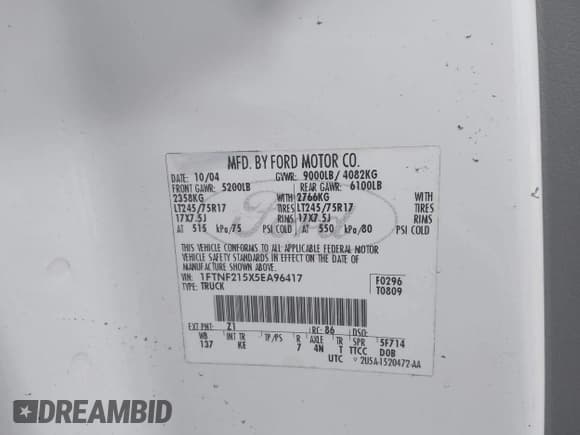 MFD. BY FORD MOTOR CO.
DATE: 10/04 GVWR: 9000LB/ 4082KG
FRONT GAWR: 5200LB REAR GAWR: 6100LB
2358KG WITH 2766KG WITH
LT245/75R17 TIRES LT245/75R17 TIRES
17X7.5J RIMS 17X7.5J RIMS
AT 515 kPa/75 PSI COLD AT 550 kPa/80 PSI COLD
Ford
THIS VEHICLE CONFORMS TO ALL APPLICABLE FEDERAL MOTOR
VEHICLE SAFETY STANDARDS IN EFFECT ON THE DATE OF
MANUFACTURE SHOWN ABOVE.
VIN: 1FTNF215X5EA96417 F0296
TYPE: TRUCK T0809
EXT PNT: Z1 RC: 86 DSO:
WB INT TR TP/PS R AXLE TR SPR 5F714
137 KE 7 4N T TTCC D0B
UTC 2USA-1520472-AA
DREAMBID